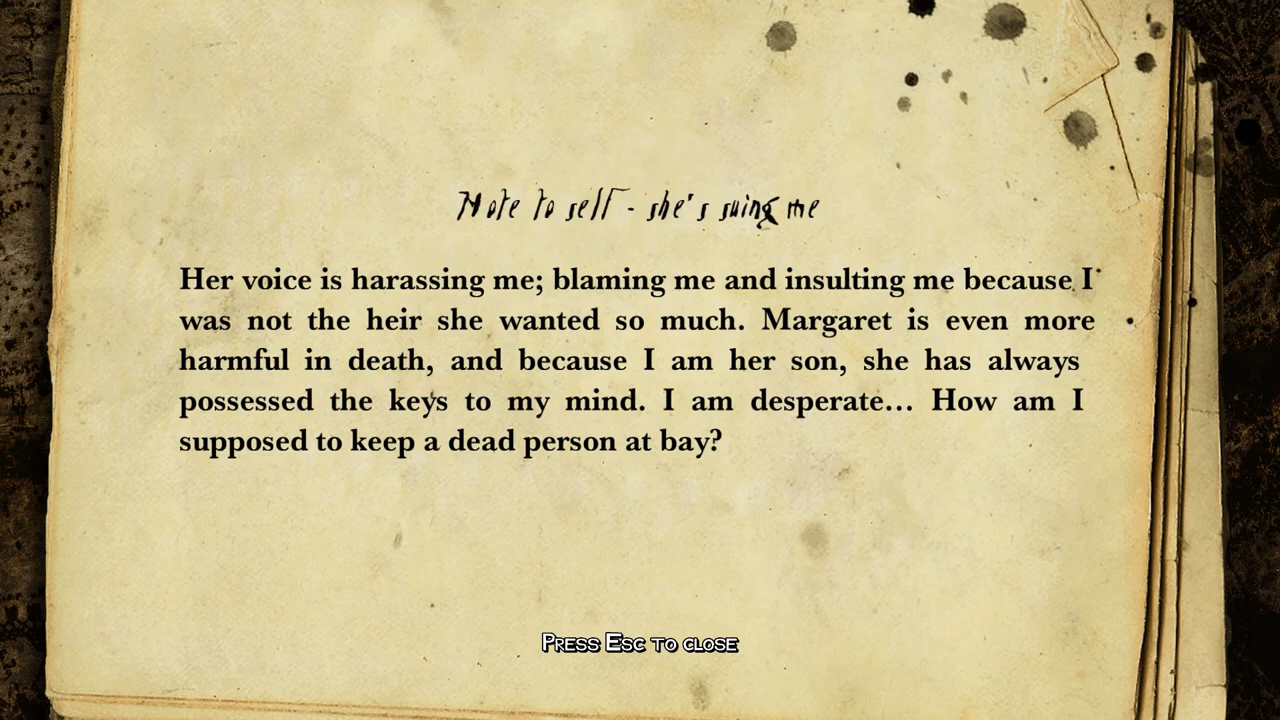 Note to self - she's suing me
Her voice is harassing me; blaming me and insulting me because I
was not the heir she wanted so much. Margaret is even more
harmful in death, and because I am her son, she has always
possessed the keys to my mind. I am desperate... How am I
supposed to keep a dead person at bay?
Press Esc to close